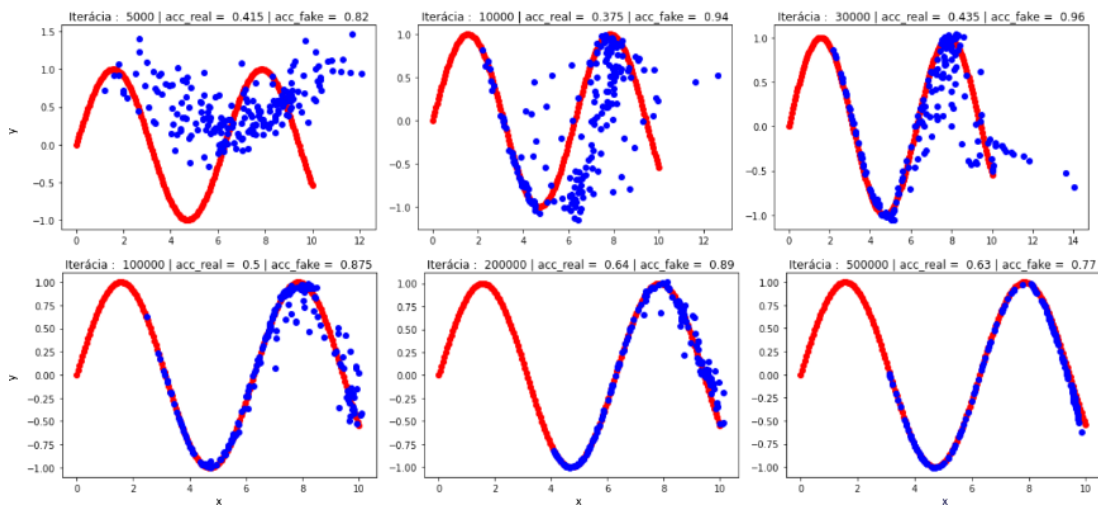 Iterácia : 5000 | acc_real = 0.415 | acc_fake = 0.82
Iterácia : 10000 | acc_real = 0.375 | acc_fake = 0.94
Iterácia : 30000 | acc_real = 0.435 | acc_fake = 0.96
1.5
1.0
0.5
0.0
−0.5
−1.0
y
0 2 4 6 8 10 12
1.0
0.5
0.0
−0.5
−1.0
0 2 4 6 8 10 12
1.0
0.5
0.0
−0.5
−1.0
0 2 4 6 8 10 12 14
Iterácia : 100000 | acc_real = 0.5 | acc_fake = 0.875
Iterácia : 200000 | acc_real = 0.64 | acc_fake = 0.89
Iterácia : 500000 | acc_real = 0.63 | acc_fake = 0.77
1.00
0.75
0.50
0.25
0.00
−0.25
−0.50
−0.75
−1.00
y
0 2 4 6 8 10
x
1.00
0.75
0.50
0.25
0.00
−0.25
−0.50
−0.75
−1.00
0 2 4 6 8 10
x
1.00
0.75
0.50
0.25
0.00
−0.25
−0.50
−0.75
−1.00
0 2 4 6 8 10
x